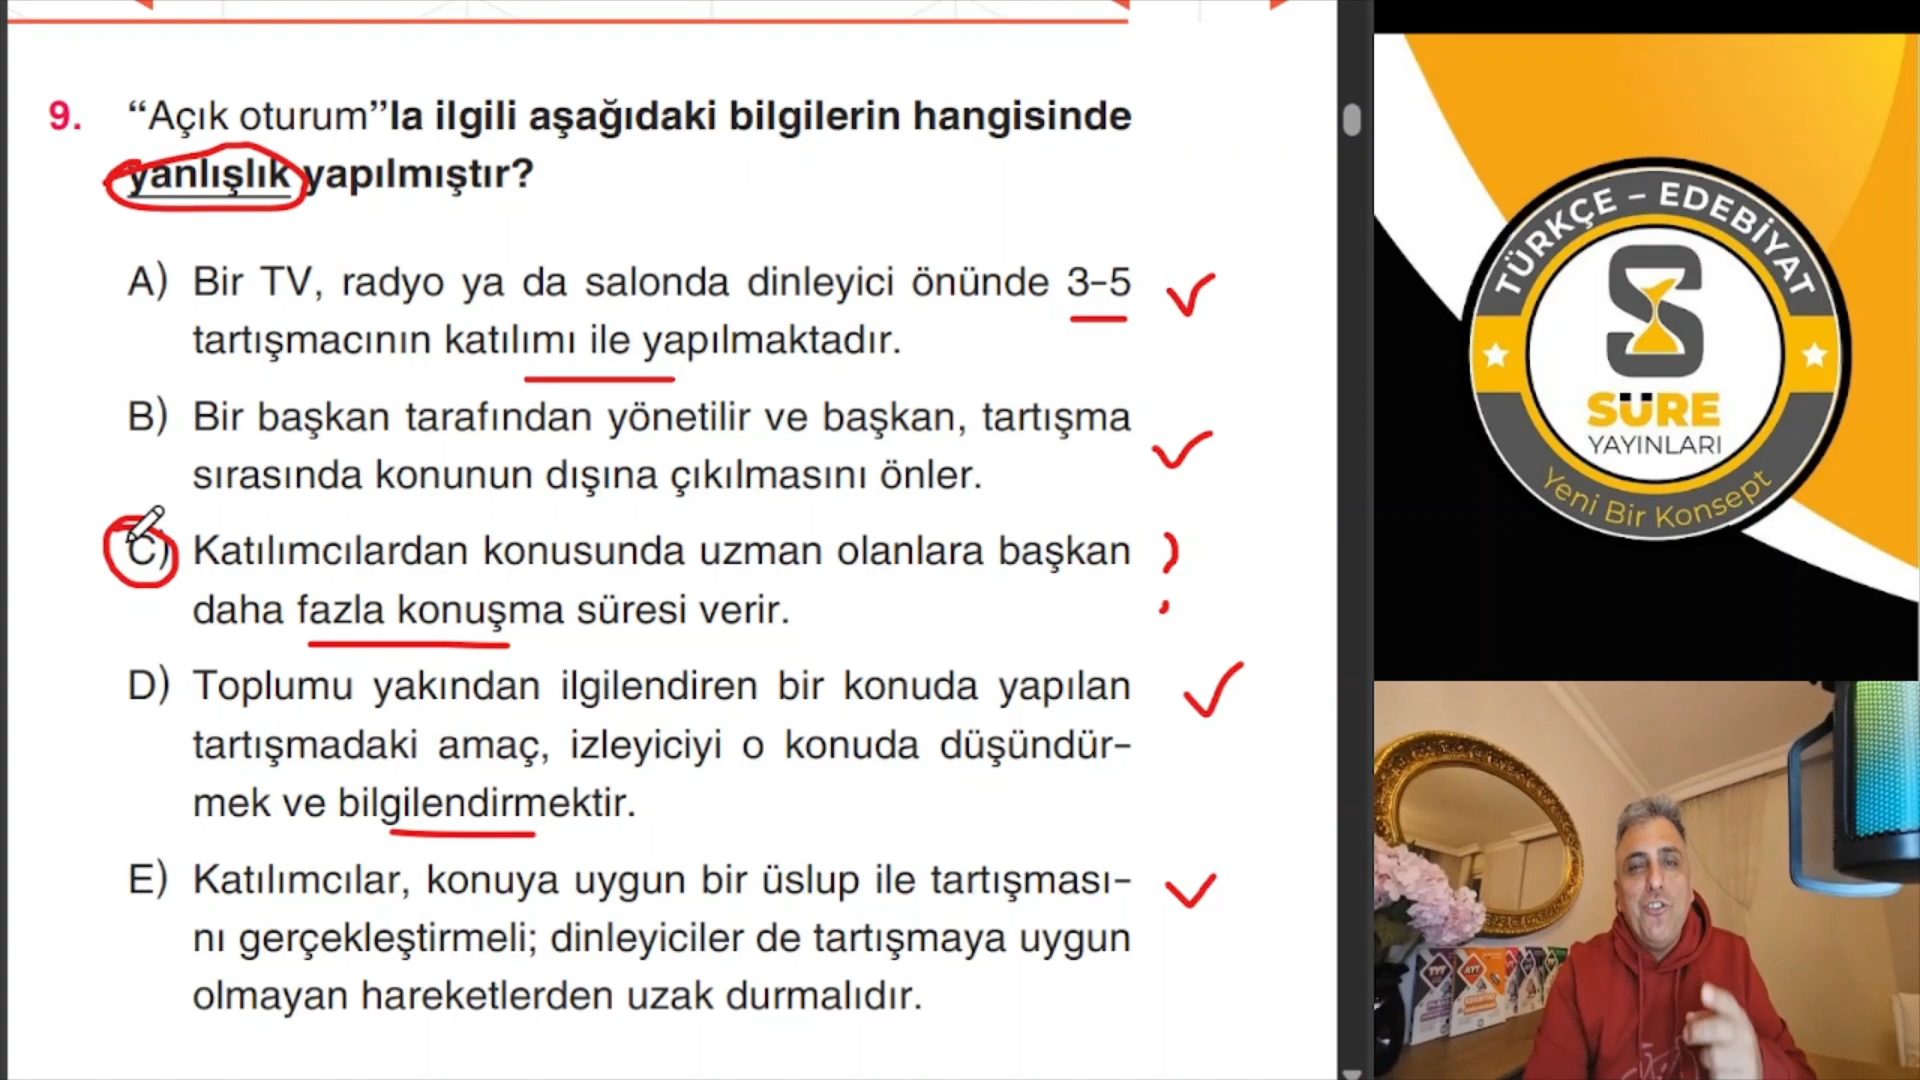 9. “Açık oturum”la ilgili aşağıdaki bilgilerin hangisinde
yanlışlık yapılmıştır?
A) Bir TV, radyo ya da salonda dinleyici önünde 3–5
tartışmacının katılımı ile yapılmaktadır.
B) Bir başkan tarafından yönetilir ve başkan, tartışma
sırasında konunun dışına çıkılmasını önler.
C) Katılımcılardan konusunda uzman olanlara başkan
daha fazla konuşma süresi verir.
D) Toplumu yakından ilgilendiren bir konuda yapılan
tartışmadaki amaç, izleyiciyi o konuda düşündür–
mek ve bilgilendirmektir.
E) Katılımcılar, konuya uygun bir üslup ile tartışması–
nı gerçekleştirmeli; dinleyiciler de tartışmaya uygun
olmayan hareketlerden uzak durmalıdır.
TÜRKÇE – EDEBİYAT
SÜRE
YAYINLARI
Yeni Bir Konsept
TYT
AYT